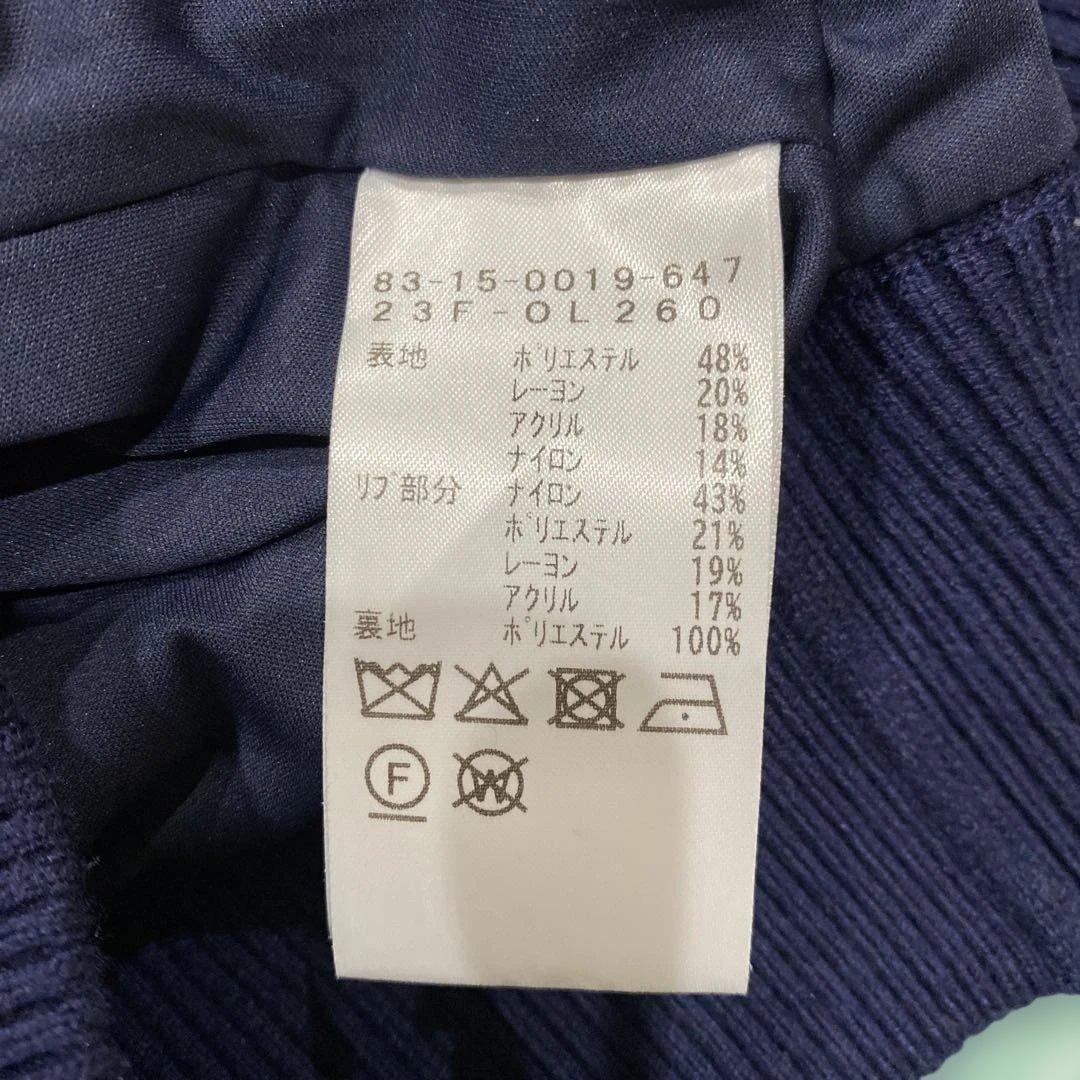 83-15-0019-647
23F-OL260
表地 ポリエステル 48%
レーヨン 20%
アクリル 18%
ナイロン 14%
リブ部分 ナイロン 43%
ポリエステル 21%
レーヨン 19%
アクリル 17%
裏地 ポリエステル 100%
F W